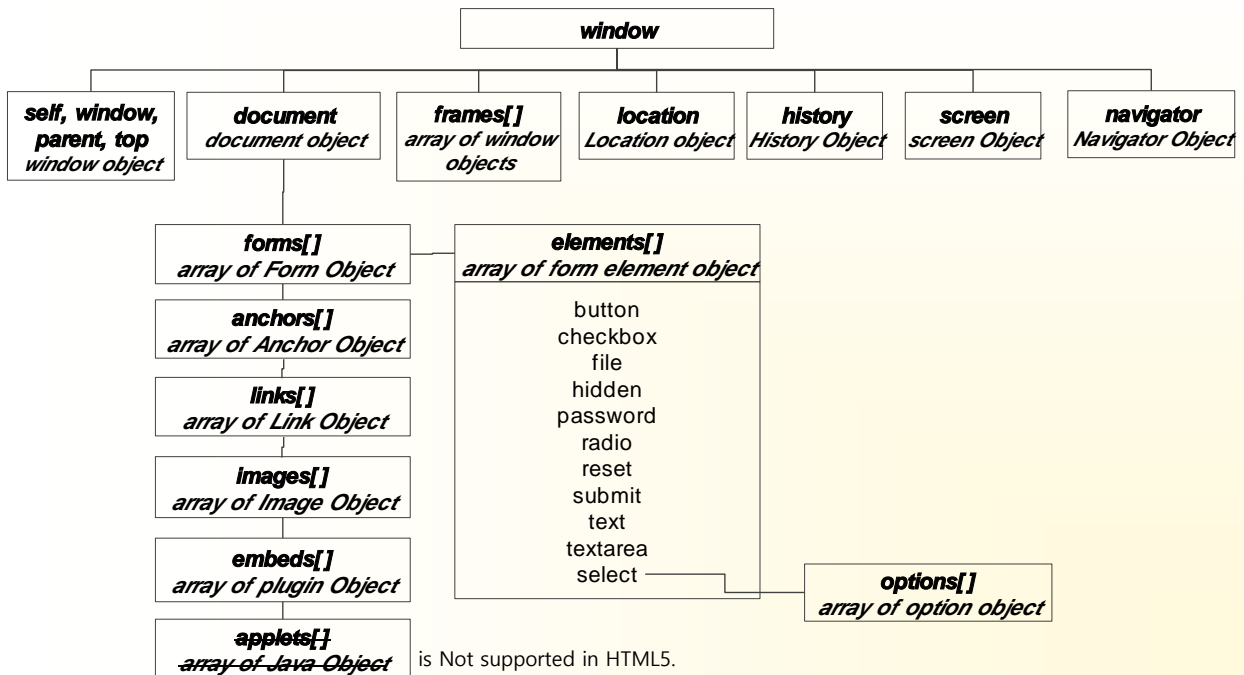 window
self, window,
parent, top
window object
document
document object
frames[]
array of window
objects
location
Location object
history
History Object
screen
screen Object
navigator
Navigator Object
forms[]
array of Form Object
elements[]
array of form element object
button
checkbox
file
hidden
password
radio
reset
submit
text
textarea
select
anchors[]
array of Anchor Object
links[]
array of Link Object
images[]
array of Image Object
embeds[]
array of plugin Object
options[]
array of option object
applets[]
array of Java Object
is Not supported in HTML5.